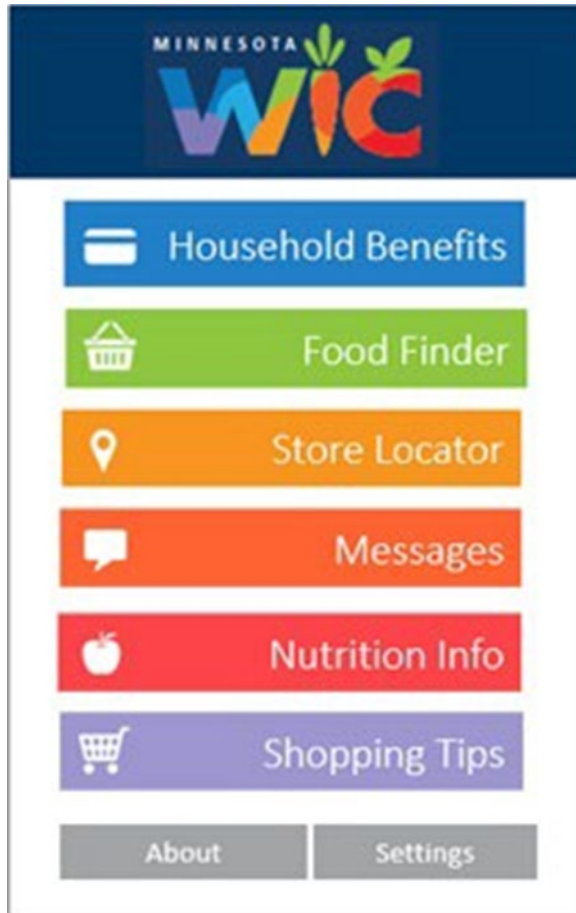 MINNESOTA
WIC
Household Benefits
Food Finder
Store Locator
Messages
Nutrition Info
Shopping Tips
About Settings